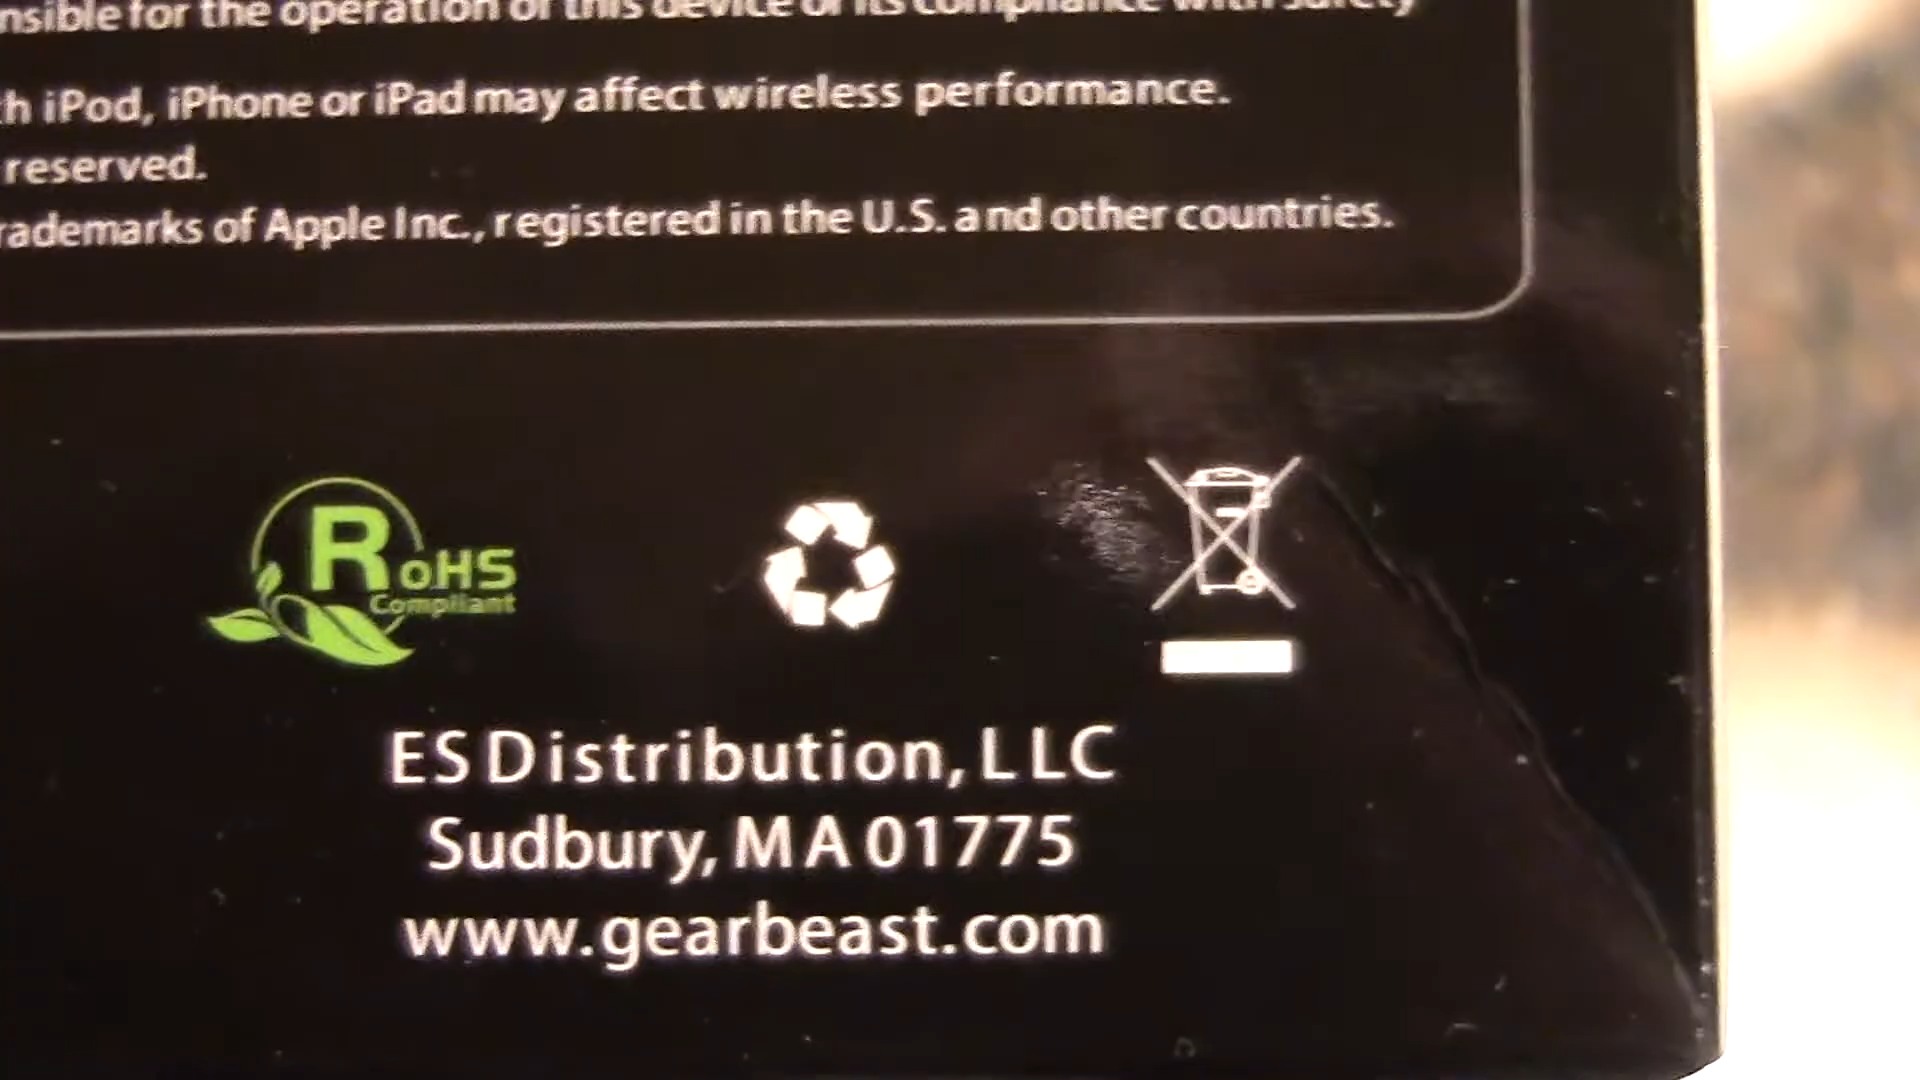 nsible for the operation of this device or its compliance with safety
h iPod, iPhone or iPad may affect wireless performance.
reserved.
rademarks of Apple Inc., registered in the U.S. and other countries.
RoHS
Compliant
ES Distribution, LLC
Sudbury, MA 01775
www.gearbeast.com